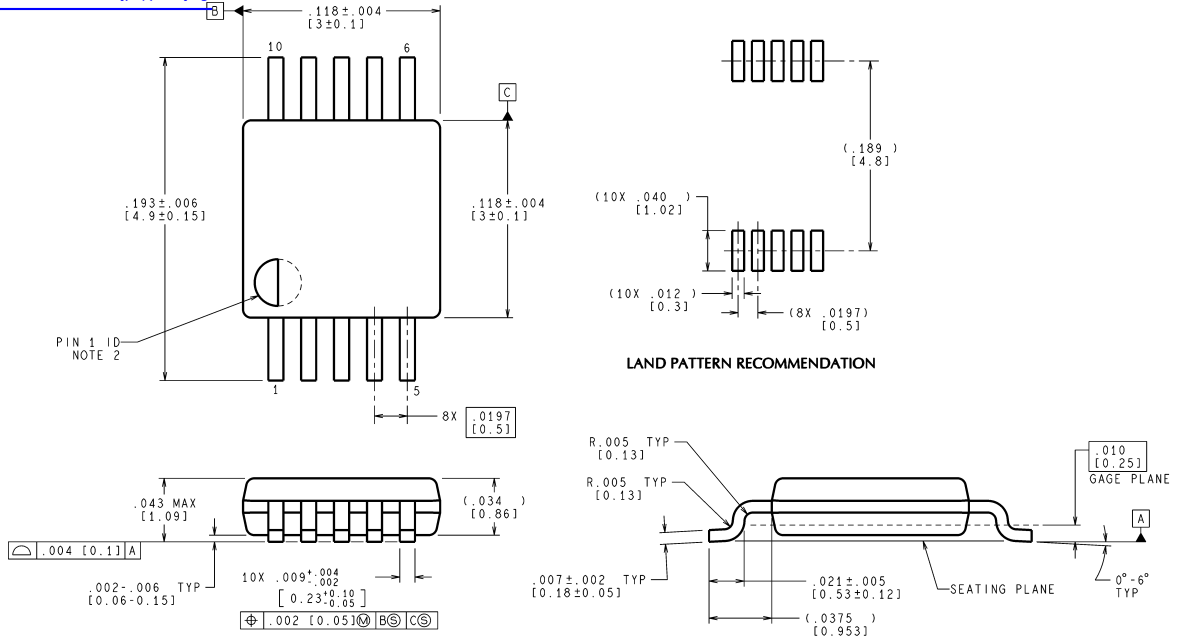 B
.118±.004
[3±0.1]
10
6
C
.193±.006
[4.9±0.15]
.118±.004
[3±0.1]
PIN 1 ID
NOTE 2
1
5
8X .0197
[0.5]
(.189 )
[4.8]
(10X .040 )
[1.02]
(10X .012 )
[0.3]
(8X .0197)
[0.5]
LAND PATTERN RECOMMENDATION
.043 MAX
[1.09]
(.034 )
[0.86]
⌓ .004 [0.1] A
.002-.006 TYP
[0.06-0.15]
10X .009+.004
-.002
[ 0.23+0.10
-0.05 ]
⌖ .002 [0.05]Ⓜ BⓈ CⓈ
R.005 TYP
[0.13]
R.005 TYP
[0.13]
.010
[0.25]
GAGE PLANE
A
.007±.002 TYP
[0.18±0.05]
.021±.005
[0.53±0.12]
SEATING PLANE
0°-6°
TYP
(.0375 )
[0.953]